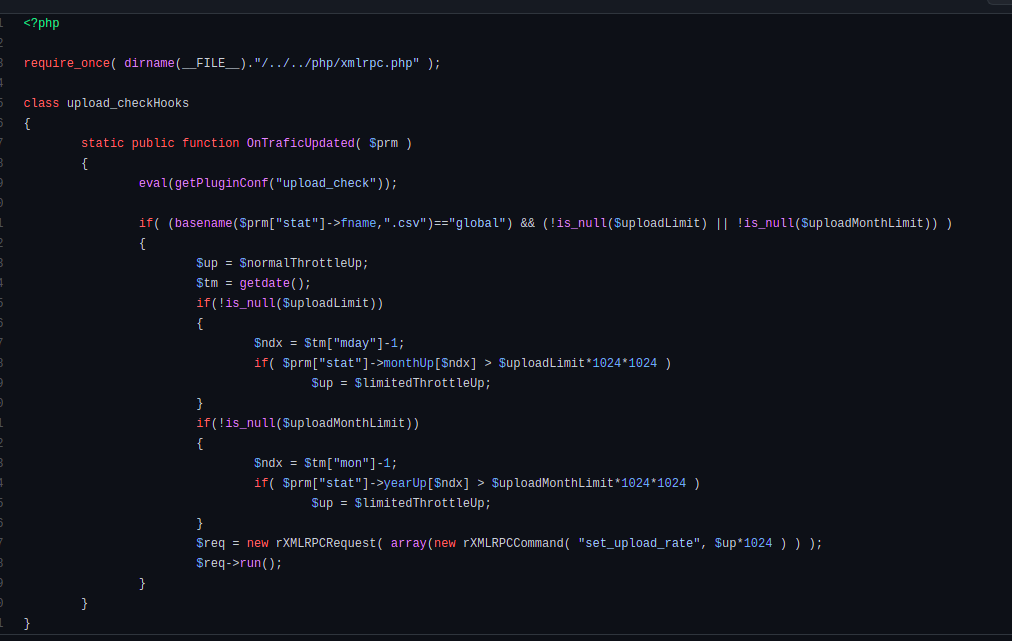 <?php
require_once( dirname(__FILE__)."/../../php/xmlrpc.php" );
class upload_checkHooks
{
static public function OnTraficUpdated( $prm )
{
eval(getPluginConf("upload_check"));
if( (basename($prm["stat"]->fname,".csv")=="global") && (!is_null($uploadLimit) || !is_null($uploadMonthLimit)) )
{
$up = $normalThrottleUp;
$tm = getdate();
if(!is_null($uploadLimit))
{
$ndx = $tm["mday"]-1;
if( $prm["stat"]->monthUp[$ndx] > $uploadLimit*1024*1024 )
$up = $limitedThrottleUp;
}
if(!is_null($uploadMonthLimit))
{
$ndx = $tm["mon"]-1;
if( $prm["stat"]->yearUp[$ndx] > $uploadMonthLimit*1024*1024 )
$up = $limitedThrottleUp;
}
$req = new rXMLRPCRequest( array(new rXMLRPCCommand( "set_upload_rate", $up*1024 ) ) );
$req->run();
}
}
}